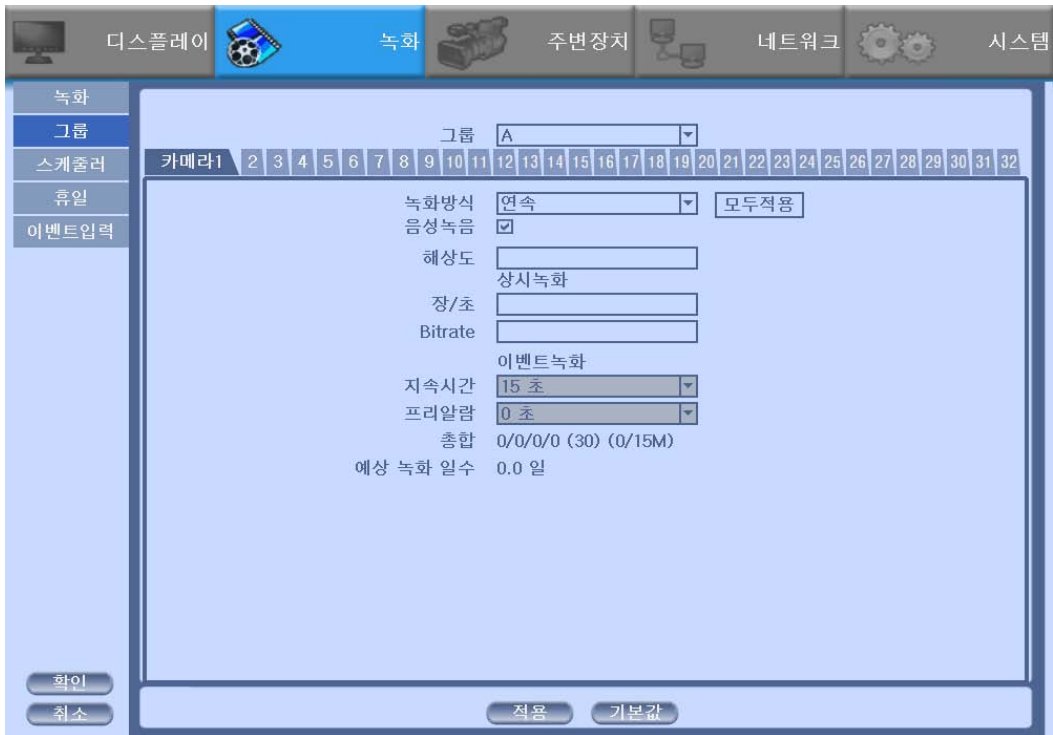 디스플레이 녹화 주변장치 네트워크 시스템
녹화
그룹
스케줄러
휴일
이벤트입력
그룹 A
카메라1 2 3 4 5 6 7 8 9 10 11 12 13 14 15 16 17 18 19 20 21 22 23 24 25 26 27 28 29 30 31 32
녹화방식 연속 모두적용
음성녹음
해상도
상시녹화
장/초
Bitrate
이벤트녹화
지속시간 15 초
프리알람 0 초
총합 0/0/0/0 (30) (0/15M)
예상 녹화 일수 0.0 일
확인
취소
적용 기본값